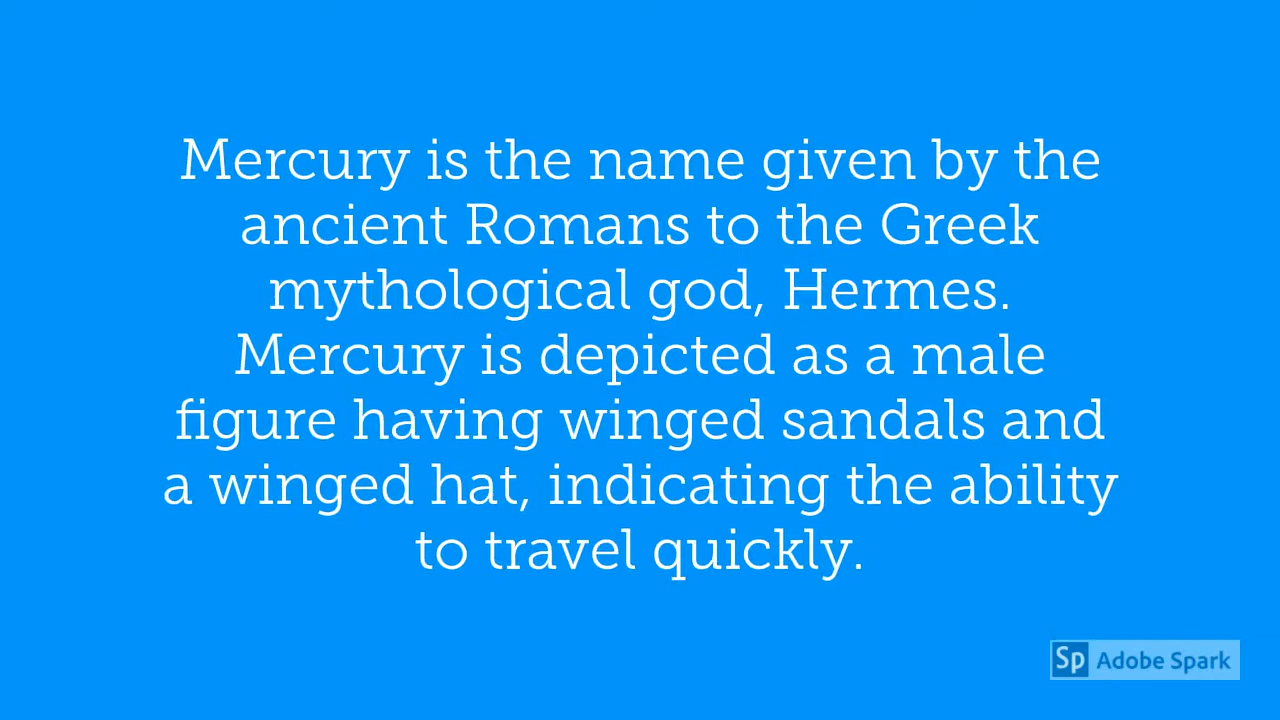 Mercury is the name given by the
ancient Romans to the Greek
mythological god, Hermes.
Mercury is depicted as a male
figure having winged sandals and
a winged hat, indicating the ability
to travel quickly.
Sp Adobe Spark